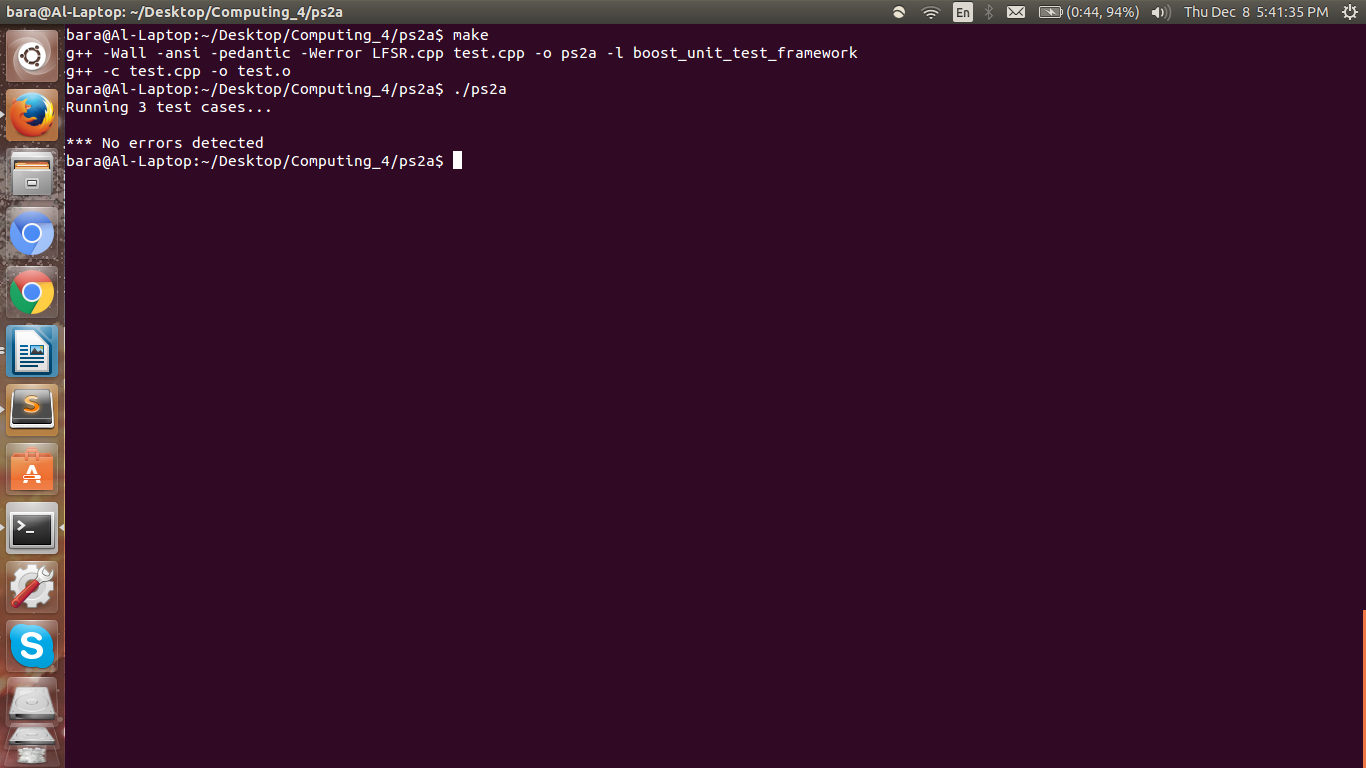 bara@Al-Laptop: ~/Desktop/Computing_4/ps2a
En (0:44, 94%) Thu Dec 8 5:41:35 PM
bara@Al-Laptop:~/Desktop/Computing_4/ps2a$ make
g++ -Wall -ansi -pedantic -Werror LFSR.cpp test.cpp -o ps2a -l boost_unit_test_framework
g++ -c test.cpp -o test.o
bara@Al-Laptop:~/Desktop/Computing_4/ps2a$ ./ps2a
Running 3 test cases...
*** No errors detected
bara@Al-Laptop:~/Desktop/Computing_4/ps2a$